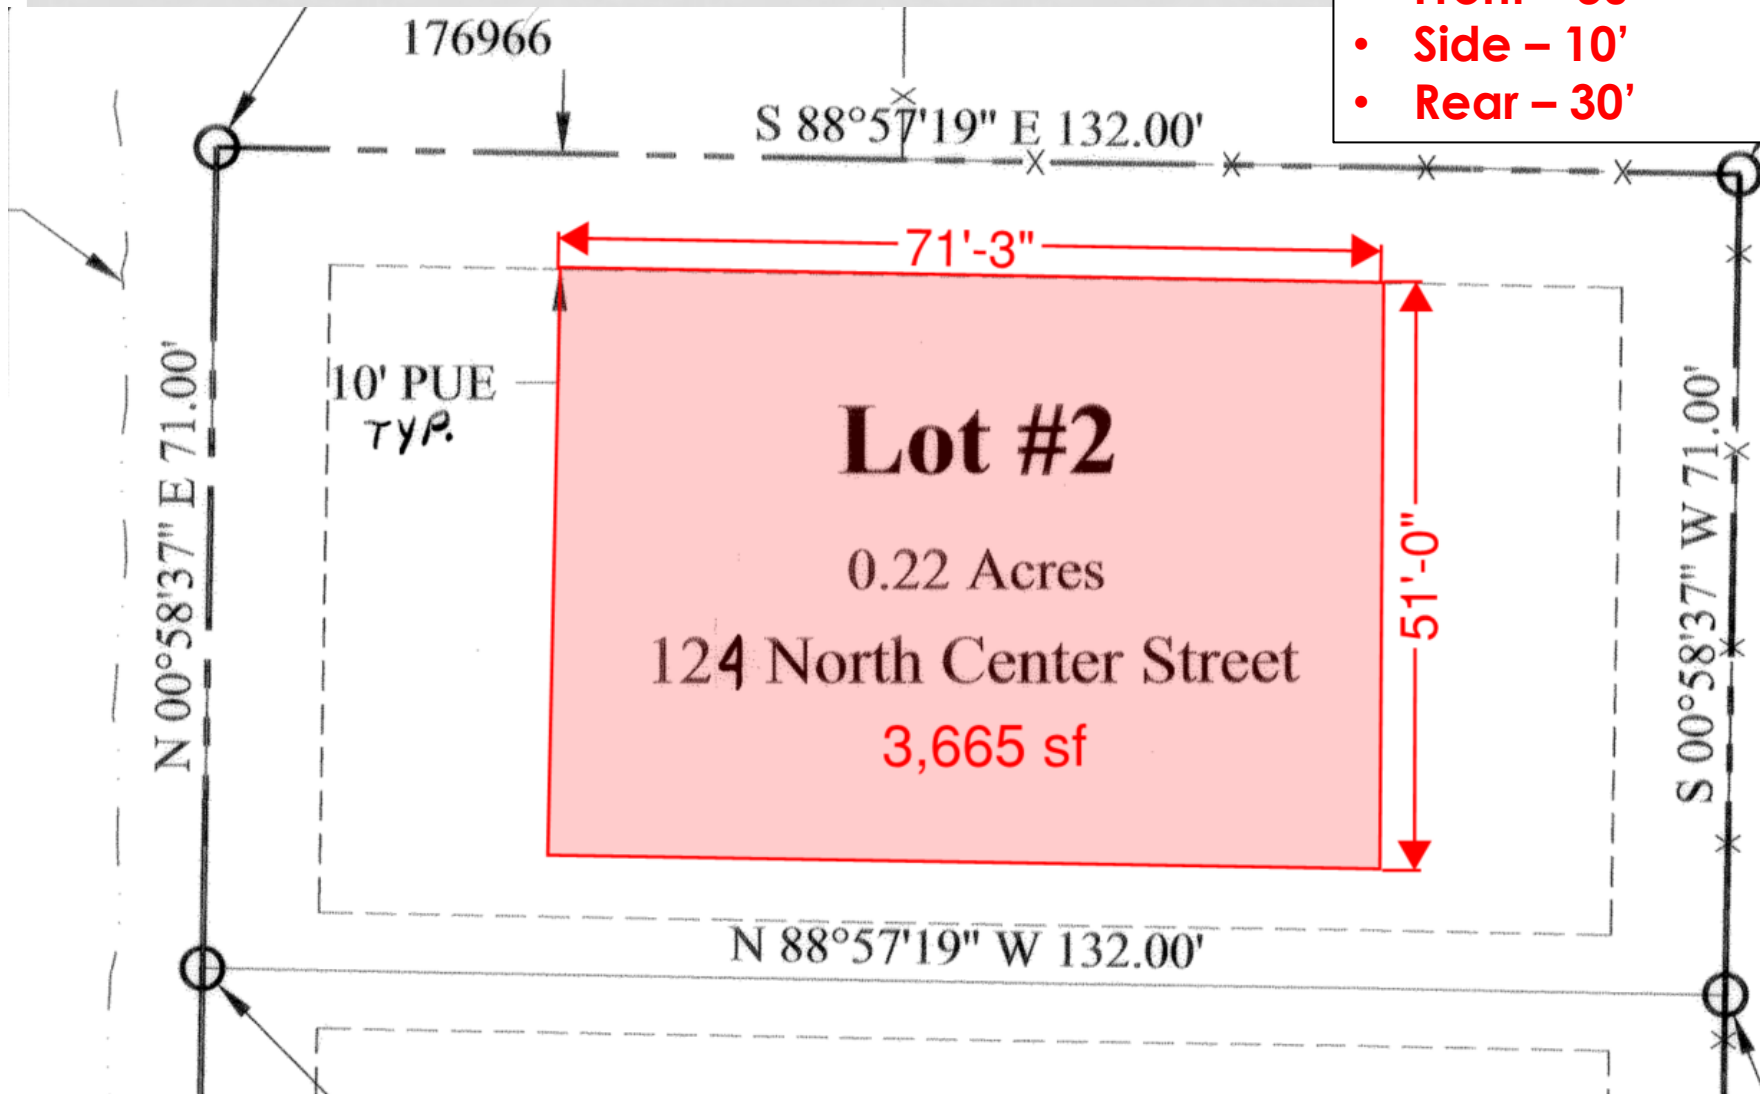 • Side – 10’
• Rear – 30’
176966
S 88°57'19" E 132.00'
71'-3"
10' PUE
TYP.
N 00°58'37" E 71.00'
Lot #2
0.22 Acres
124 North Center Street
3,665 sf
51'-0"
S 00°58'37" W 71.00'
N 88°57'19" W 132.00'